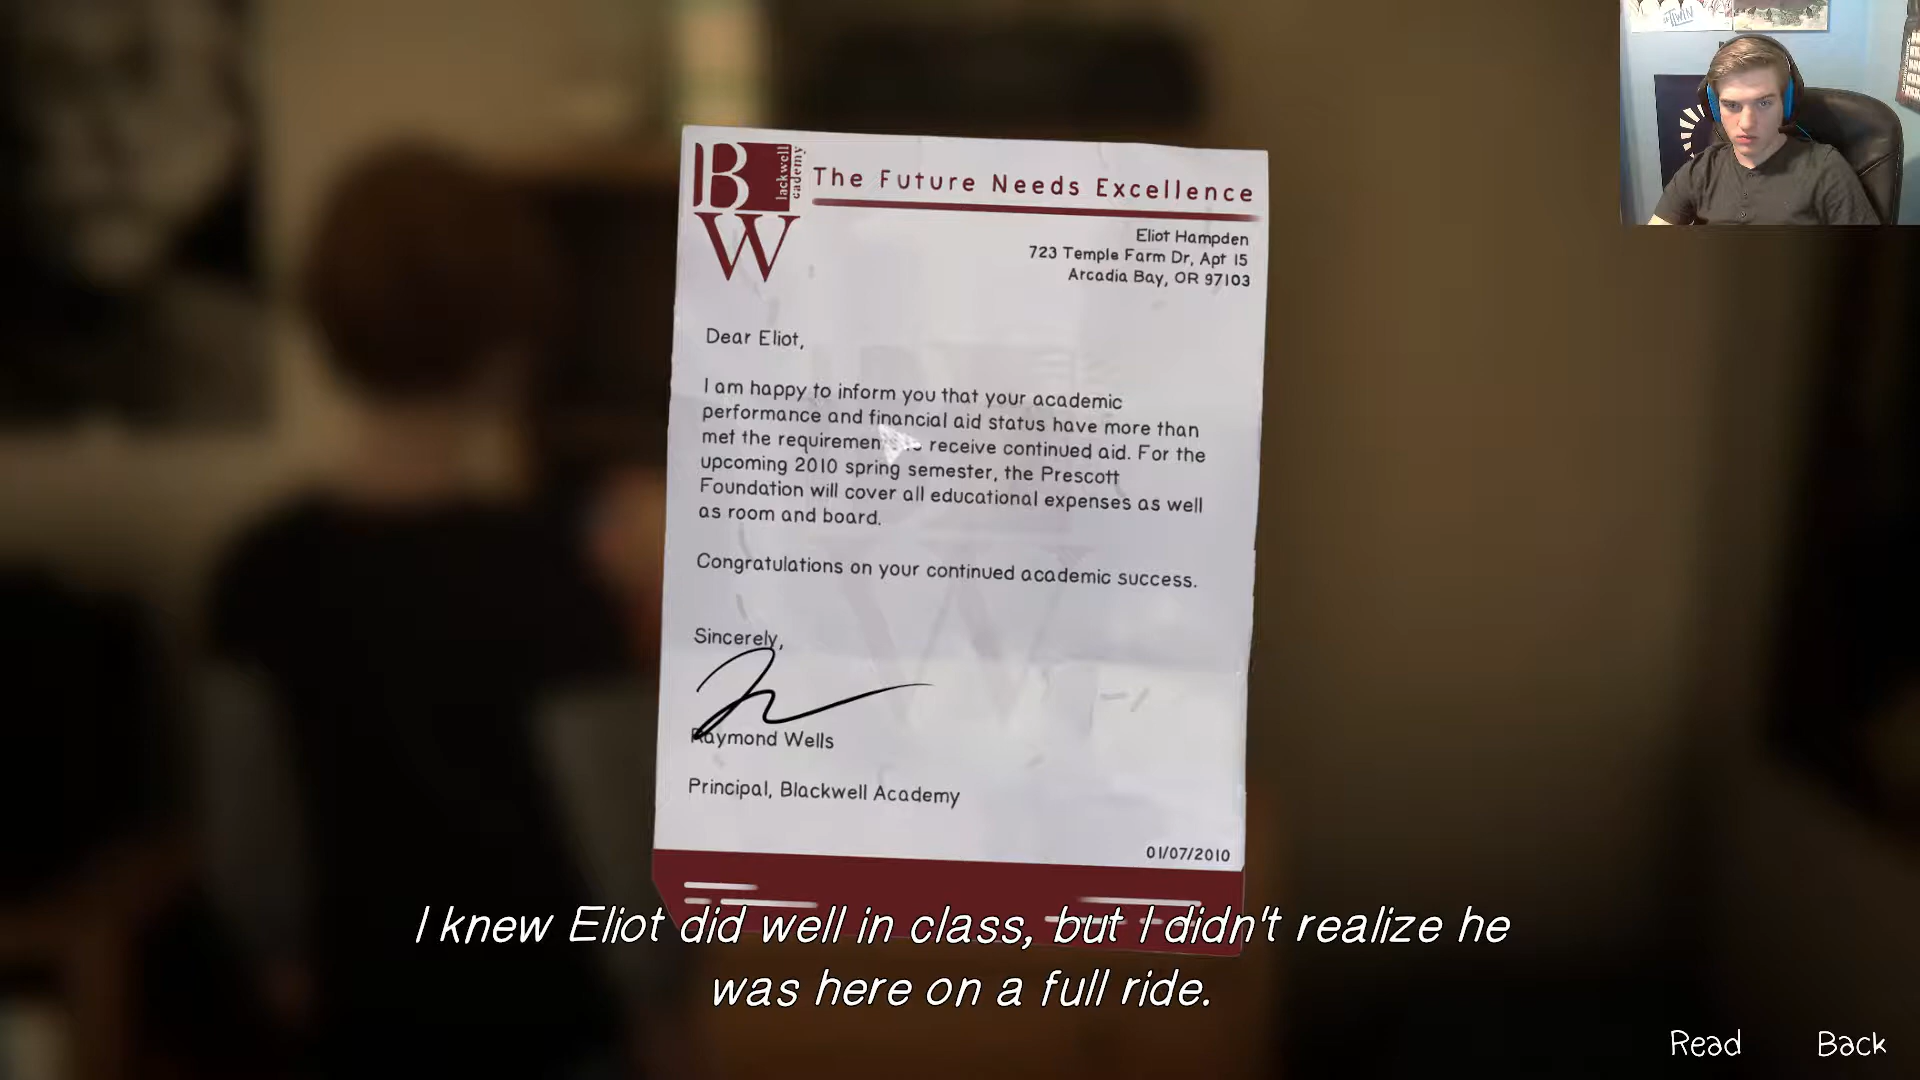 B lackwell
cademy
W
The Future Needs Excellence
Eliot Hampden
723 Temple Farm Dr, Apt 15
Arcadia Bay, OR 97103
Dear Eliot,
I am happy to inform you that your academic
performance and financial aid status have more than
met the receive continued aid. For the
upcoming 2010 spring semester, the Prescott
Foundation will cover all educational expenses as well
as room and board.
Congratulations on your continued academic success.
Sincerely,
Raymond Wells
Principal, Blackwell Academy
01/07/2010
I knew Eliot did well in class, but I didn't realize he
was here on a full ride.
Read Back